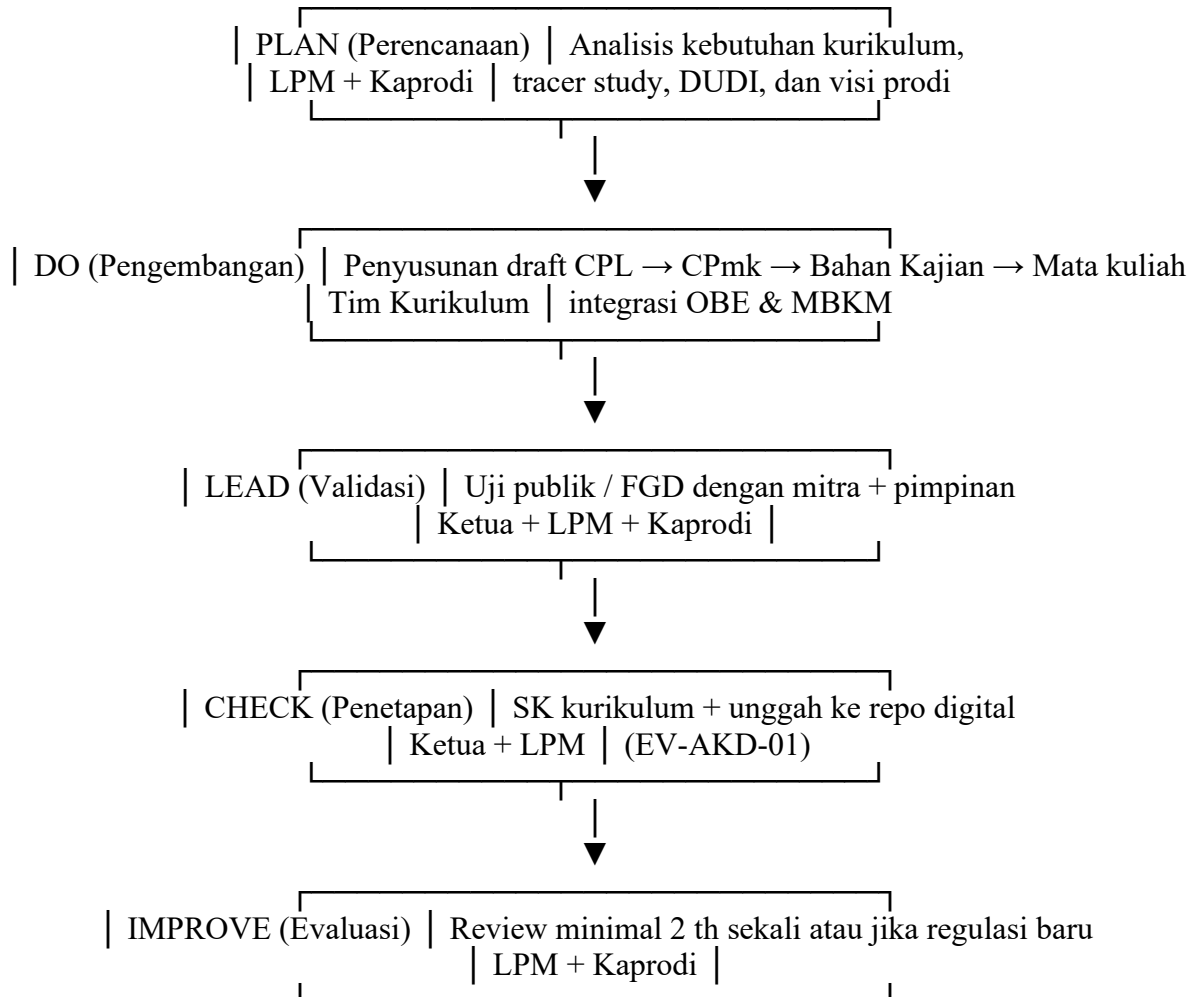 | PLAN (Perencanaan) | Analisis kebutuhan kurikulum,
| LPM + Kaprodi | tracer study, DUDI, dan visi prodi
| DO (Pengembangan) | Penyusunan draft CPL → CPmk → Bahan Kajian → Mata kuliah
| Tim Kurikulum | integrasi OBE & MBKM
| LEAD (Validasi) | Uji publik / FGD dengan mitra + pimpinan
| Ketua + LPM + Kaprodi |
| CHECK (Penetapan) | SK kurikulum + unggah ke repo digital
| Ketua + LPM | (EV-AKD-01)
| IMPROVE (Evaluasi) | Review minimal 2 th sekali atau jika regulasi baru
| LPM + Kaprodi |